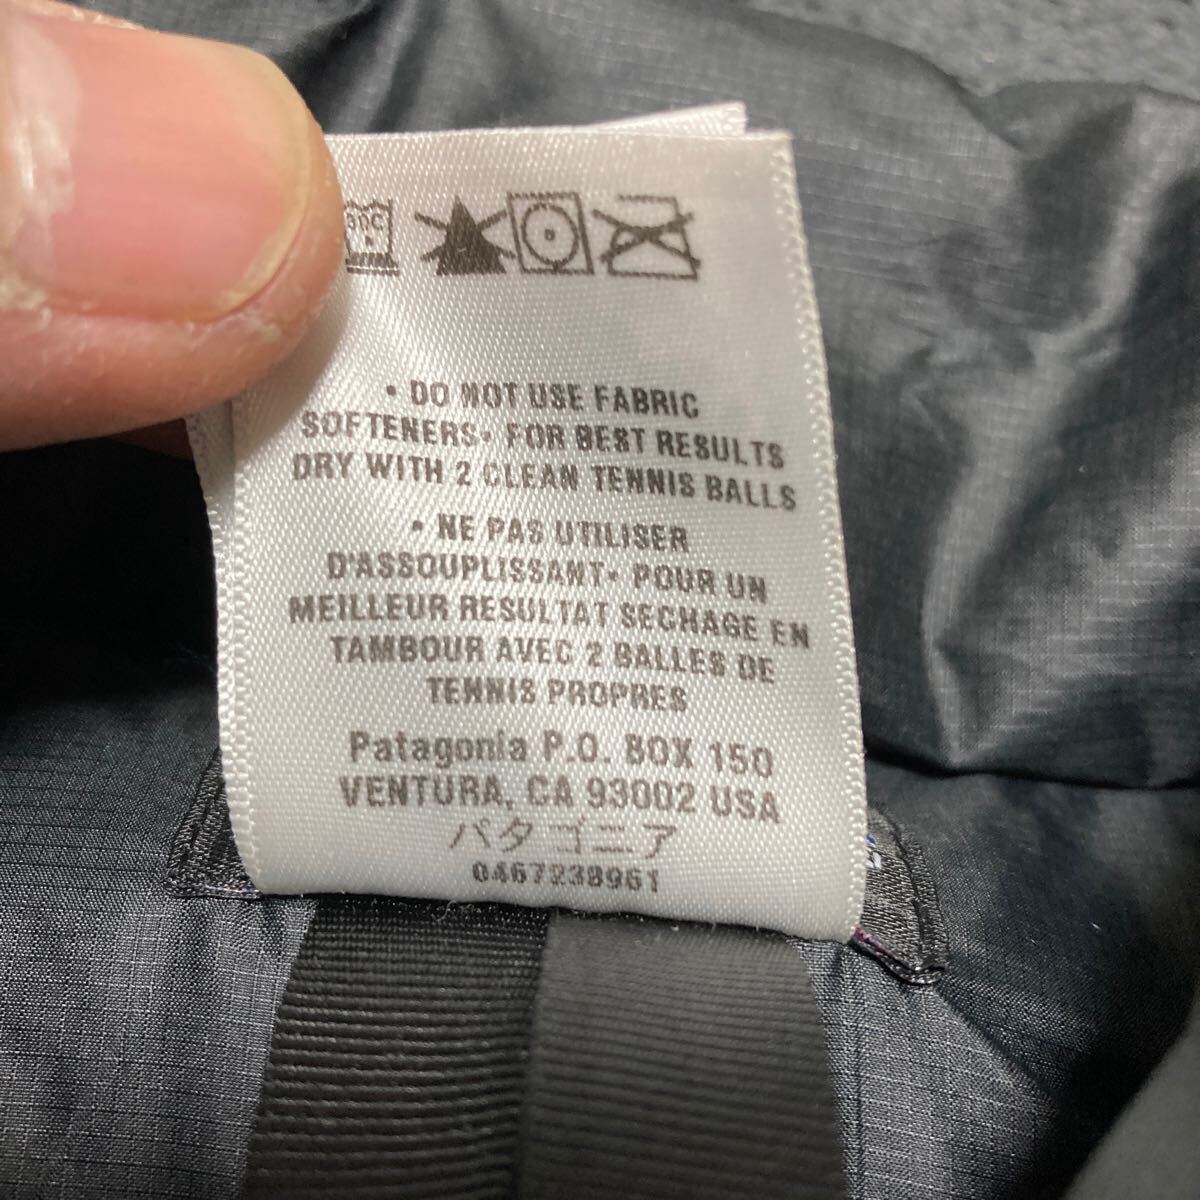 30C
• DO NOT USE FABRIC
SOFTENERS• FOR BEST RESULTS
DRY WITH 2 CLEAN TENNIS BALLS
• NE PAS UTILISER
D'ASSOUPLISSANT• POUR UN
MEILLEUR RESULTAT SECHAGE EN
TAMBOUR AVEC 2 BALLES DE
TENNIS PROPRES
Patagonia P.O. BOX 150
VENTURA, CA 93002 USA
パタゴニア
0467238961